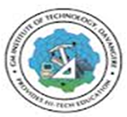 GM INSTITUTE OF TECHNOLOGY, DAVANGERE
PROVIDES HI-TECH EDUCATION